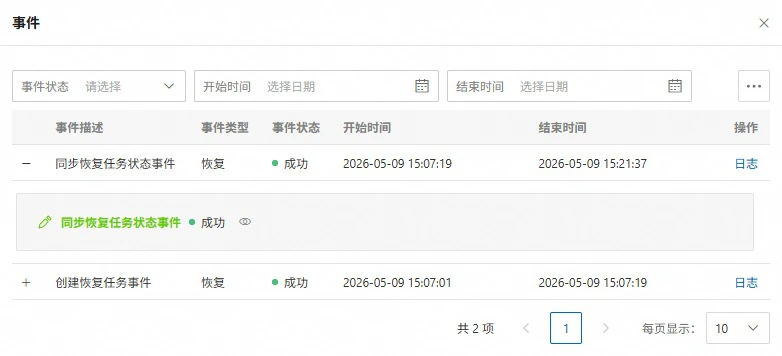 事件
事件状态 请选择 开始时间 选择日期 结束时间 选择日期
事件描述 事件类型 事件状态 开始时间 结束时间 操作
同步恢复任务状态事件 恢复 成功 2026-05-09 15:07:19 2026-05-09 15:21:37 日志
同步恢复任务状态事件 成功
创建恢复任务事件 恢复 成功 2026-05-09 15:07:01 2026-05-09 15:07:19 日志
共 2 项 1 每页显示: 10